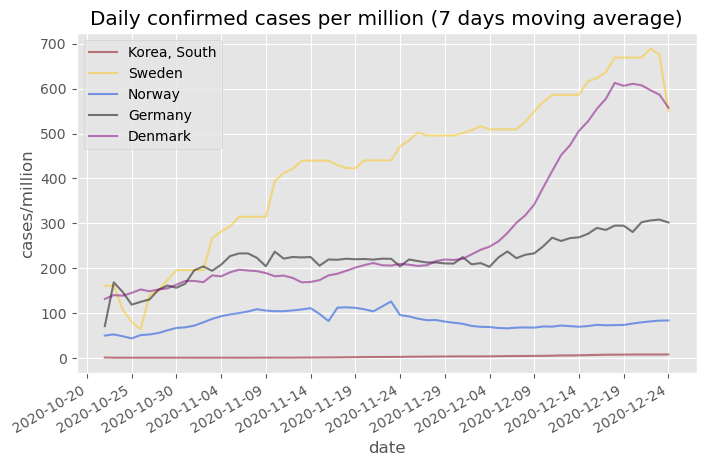 Daily confirmed cases per million (7 days moving average)
700
600
500
400
300
200
100
0
cases/million
Korea, South
Sweden
Norway
Germany
Denmark
2020-10-20
2020-10-25
2020-10-30
2020-11-04
2020-11-09
2020-11-14
2020-11-19
2020-11-24
2020-11-29
2020-12-04
2020-12-09
2020-12-14
2020-12-19
2020-12-24
date